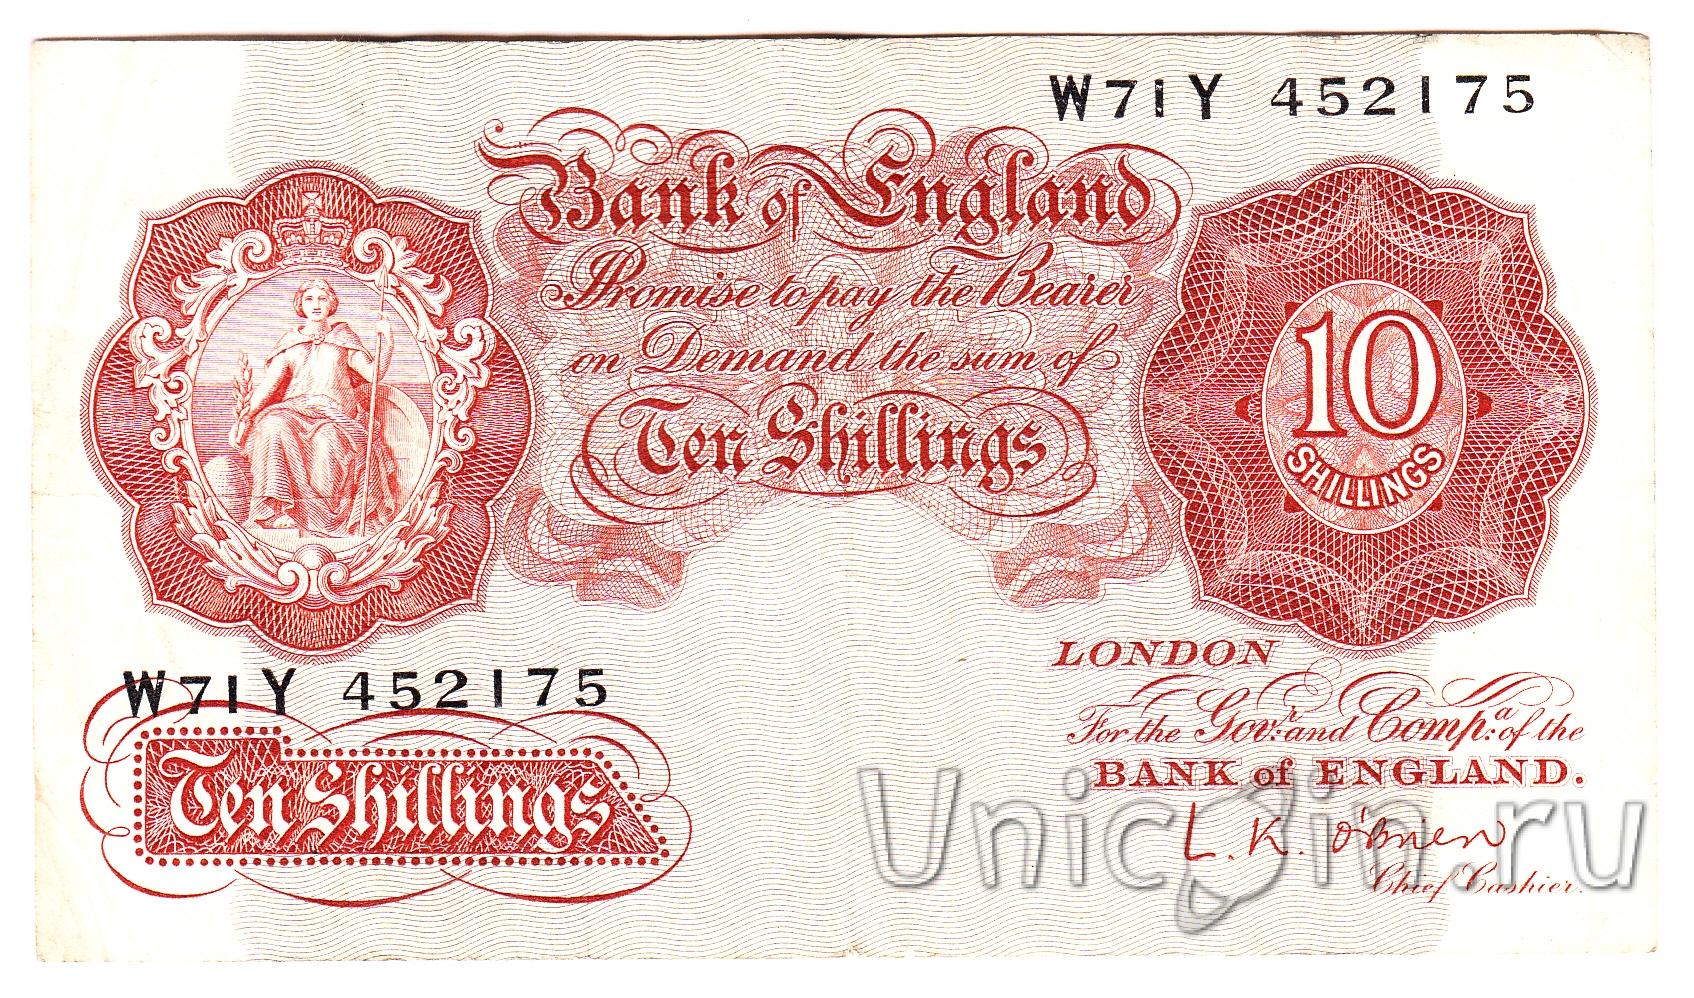 W71Y 452175
Bank of England
Promise to pay the Bearer
on Demand the sum of
Ten Shillings
10
SHILLINGS
W71Y 452175
Ten Shillings
LONDON
For the Gov.r and Comp.a of the
BANK of ENGLAND.
L. K. O'Brien
Chief Cashier.
Unicoin.ru